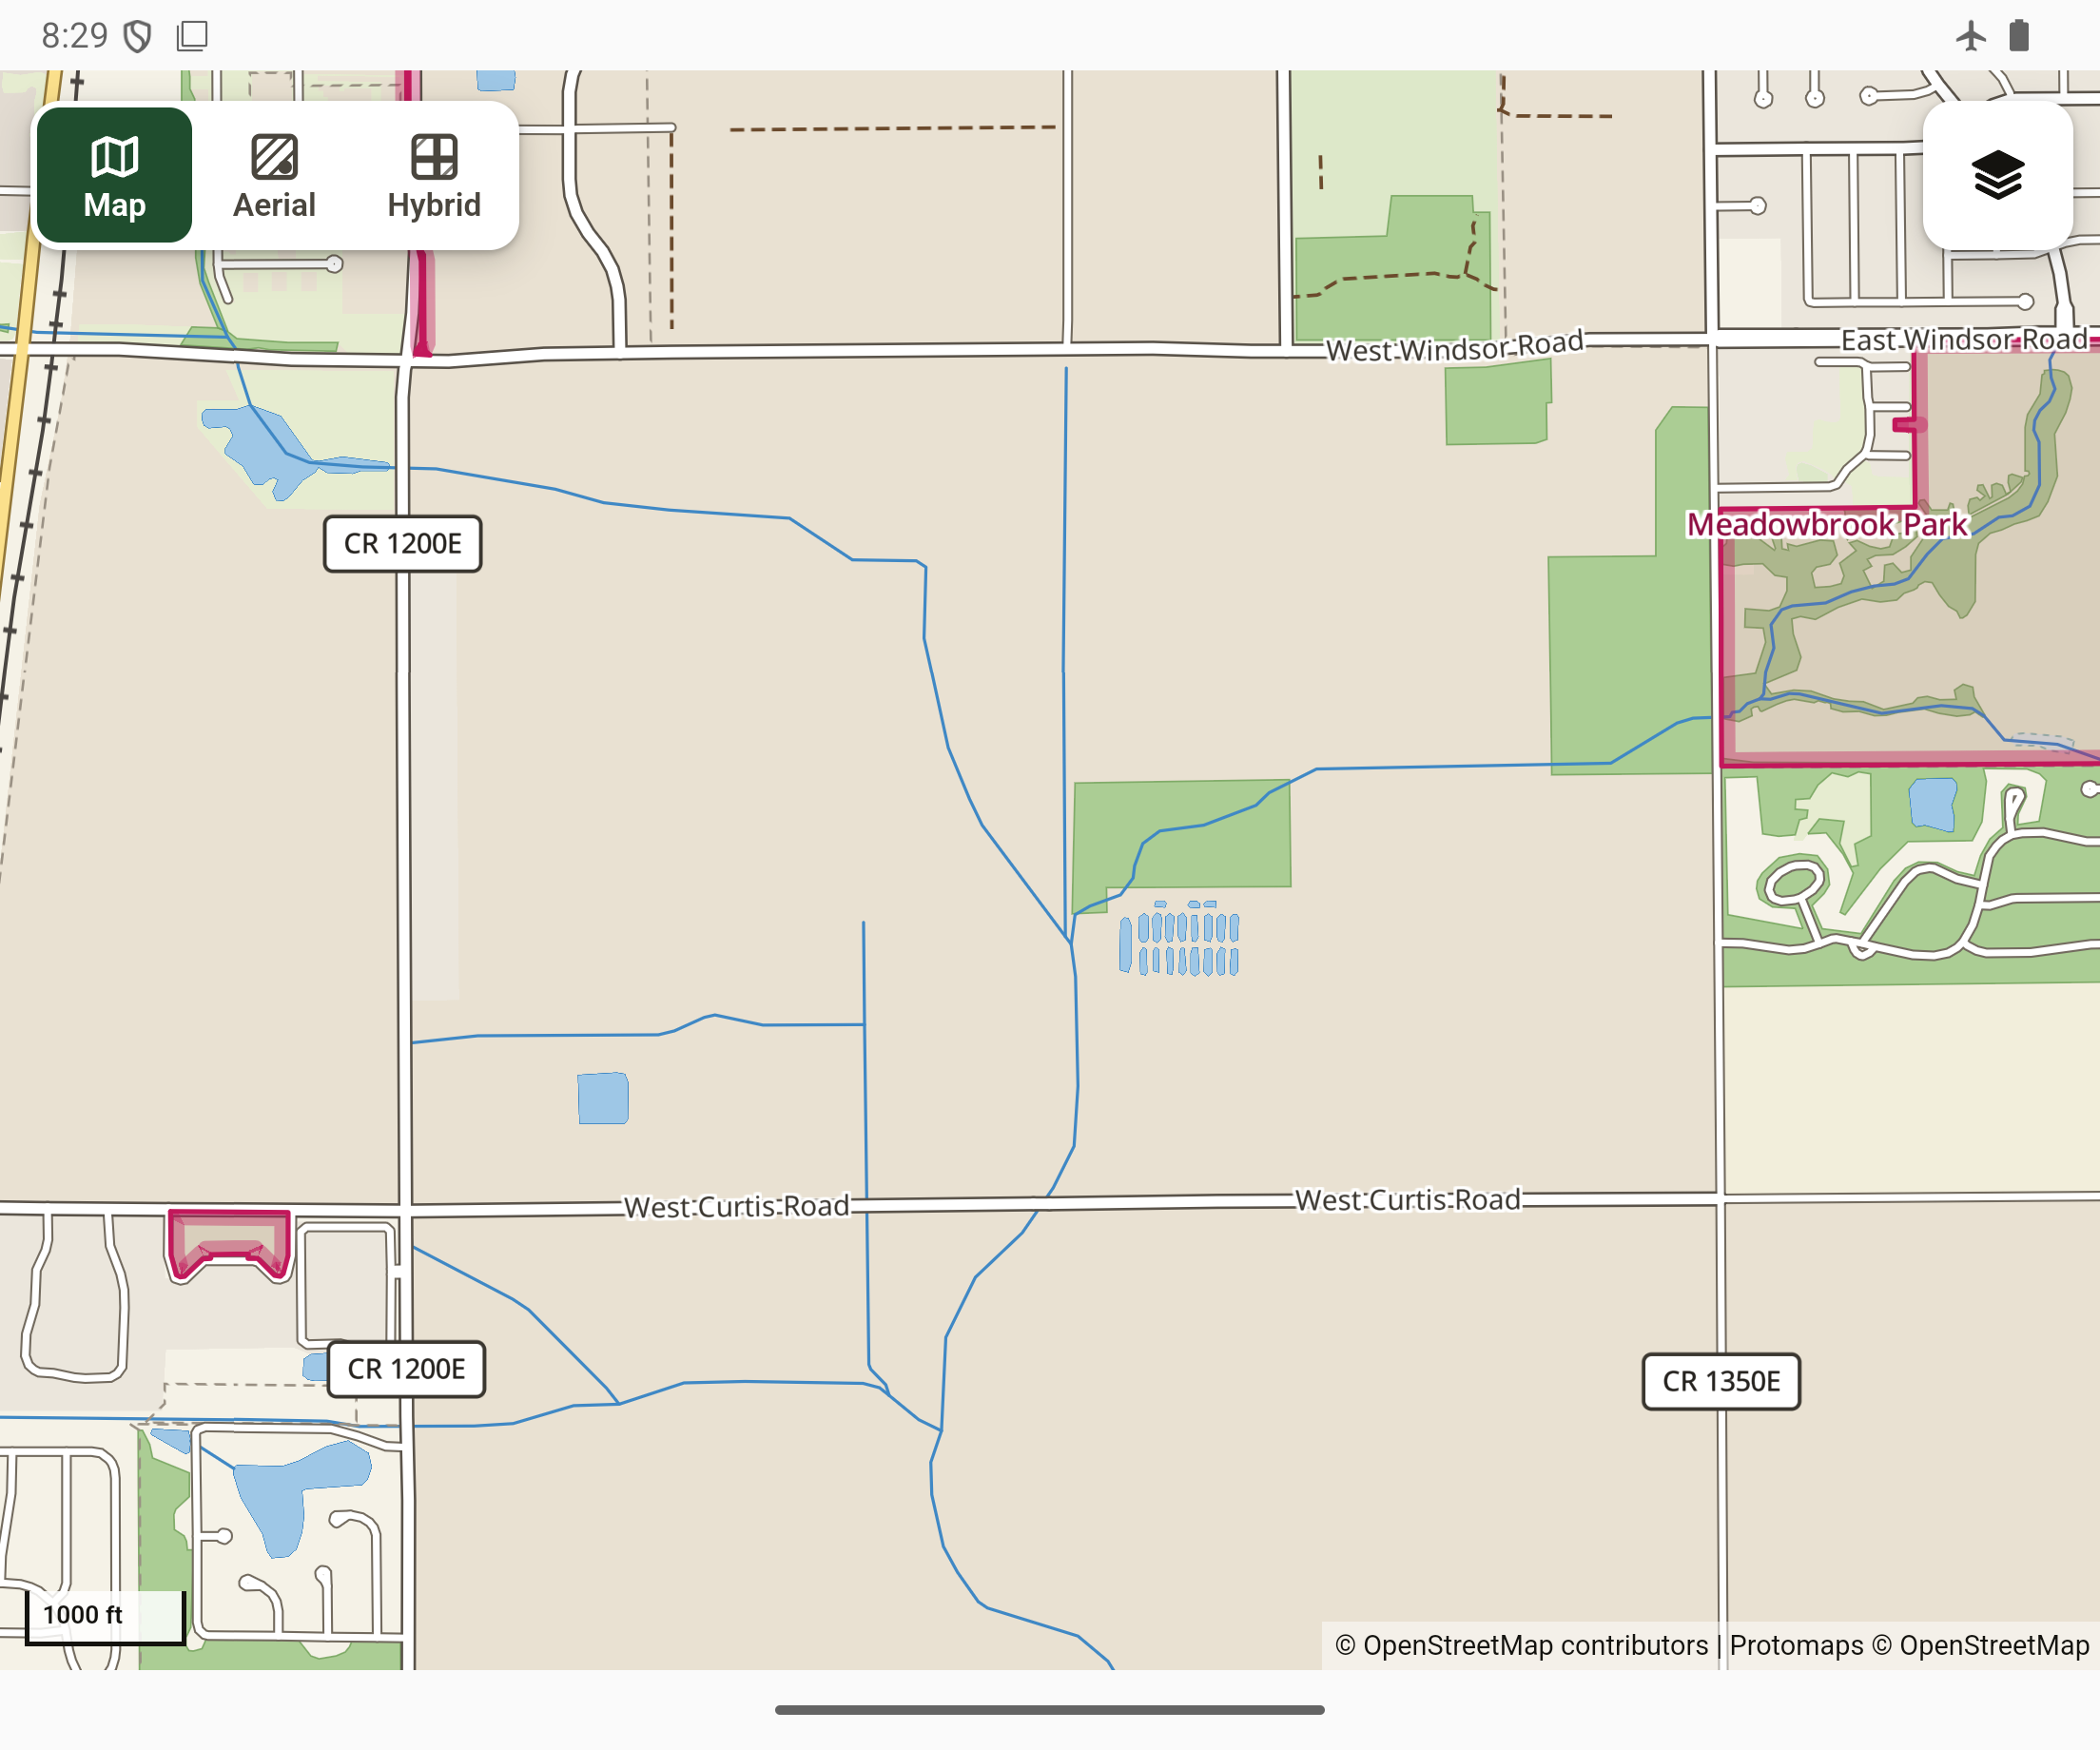 8:29
Map
Aerial
Hybrid
West Windsor Road
East Windsor Road
Meadowbrook Park
CR 1200E
West Curtis Road
West Curtis Road
CR 1200E
CR 1350E
1000 ft
© OpenStreetMap contributors | Protomaps © OpenStreetMap